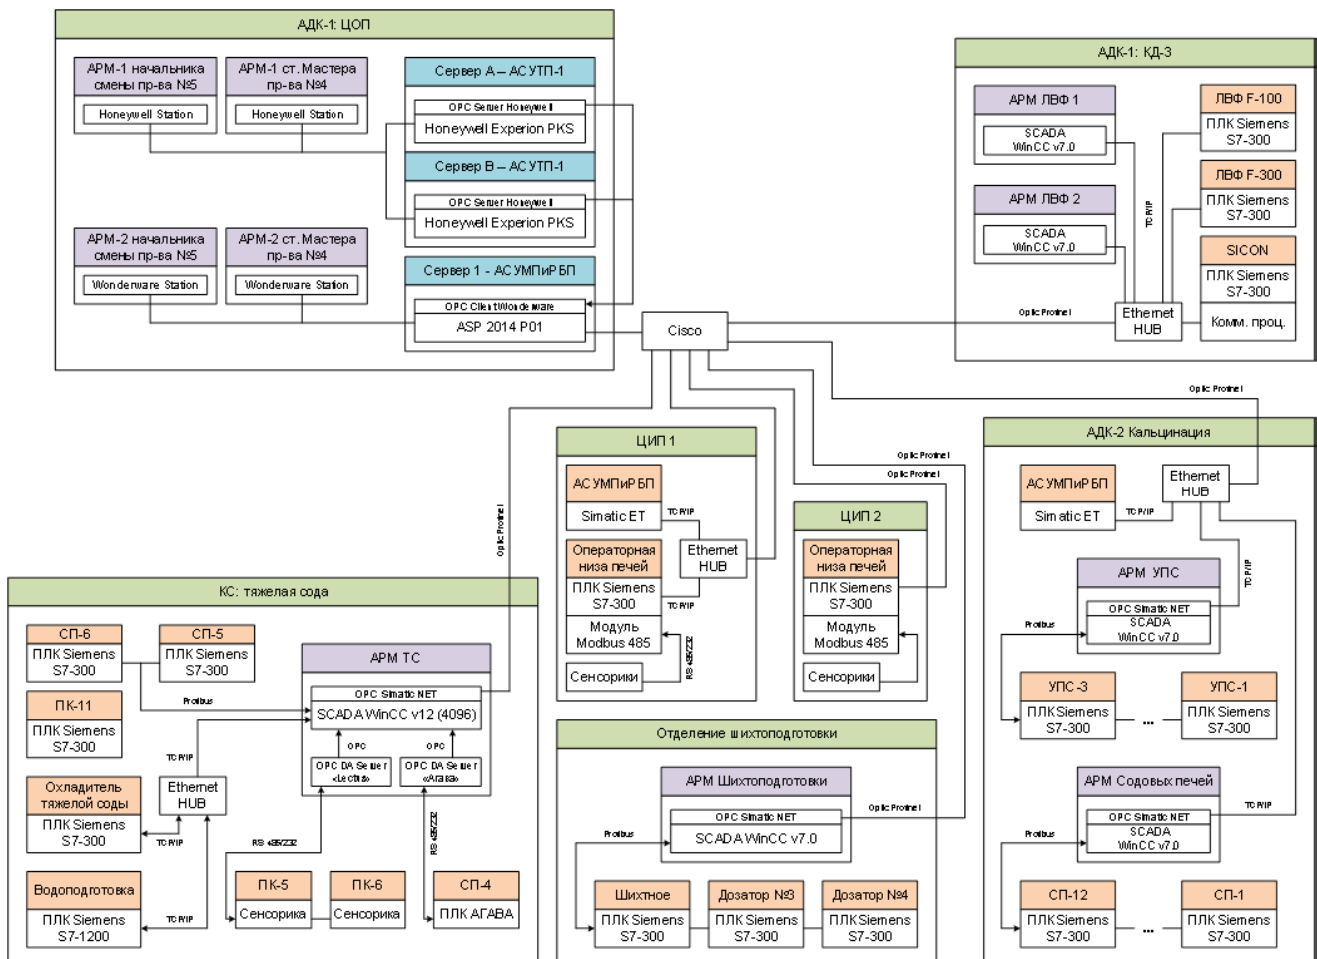 АДК-1: ЦОП
АРМ-1 начальника
смены пр-ва №5
Honeywell Station
АРМ-1 ст. Мастера
пр-ва №4
Honeywell Station
Сервер А – АСУТП-1
OPC Server Honeywell
Honeywell Experion PKS
Сервер В – АСУТП-1
OPC Server Honeywell
Honeywell Experion PKS
АРМ-2 начальника
смены пр-ва №5
Wonderware Station
АРМ-2 ст. Мастера
пр-ва №4
Wonderware Station
Сервер 1 - АСУМПиРБП
OPC Client Wonderware
ASP 2014 P01
Cisco
АДК-1: КД-3
АРМ ЛВФ 1
SCADA
WinCC v7.0
АРМ ЛВФ 2
SCADA
WinCC v7.0
TCP/IP
ЛВФ F-100
ПЛК Siemens
S7-300
ЛВФ F-300
ПЛК Siemens
S7-300
SICON
ПЛК Siemens
S7-300
Комм. проц.
Optic Profinet
Ethernet
HUB
Optic Profinet
АДК-2 Кальцинация
АСУМПиРБП
Simatic ET
TCP/IP
Ethernet
HUB
АРМ УПС
OPC Simatic NET
SCADA
WinCC v7.0
TCP/IP
Profibus
УПС-3
ПЛК Siemens
S7-300
...
УПС-1
ПЛК Siemens
S7-300
АРМ Содовых печей
OPC Simatic NET
SCADA
WinCC v7.0
TCP/IP
Profibus
СП-12
ПЛК Siemens
S7-300
...
СП-1
ПЛК Siemens
S7-300
ЦИП 1
АСУМПиРБП
Simatic ET
TCP/IP
Операторная
низа печей
ПЛК Siemens
S7-300
Модуль
Modbus 485
Сенсорики
Ethernet
HUB
TCP/IP
RS 485/232
Optic Profinet
Optic Profinet
ЦИП 2
Операторная
низа печей
ПЛК Siemens
S7-300
Модуль
Modbus 485
Сенсорики
Optic Profinet
КС: тяжелая сода
СП-6
ПЛК Siemens
S7-300
СП-5
ПЛК Siemens
S7-300
ПК-11
ПЛК Siemens
S7-300
Profibus
TCP/IP
АРМ ТС
OPC Simatic NET
SCADA WinCC v12 (4096)
OPC
OPC
OPC DA Server
«Lectus»
OPC DA Server
«Агава»
Охладитель
тяжелой соды
ПЛК Siemens
S7-300
Ethernet
HUB
TCP/IP
Водоподготовка
ПЛК Siemens
S7-1200
TCP/IP
RS 485/232
RS 485/232
ПК-5
Сенсорика
ПК-6
Сенсорика
СП-4
ПЛК АГАВА
Отделение шихтоподготовки
АРМ Шихтоподготовки
OPC Simatic NET
SCADA WinCC v7.0
Optic Profinet
Profibus
Шихтное
ПЛК Siemens
S7-300
Дозатор №3
ПЛК Siemens
S7-300
Дозатор №4
ПЛК Siemens
S7-300